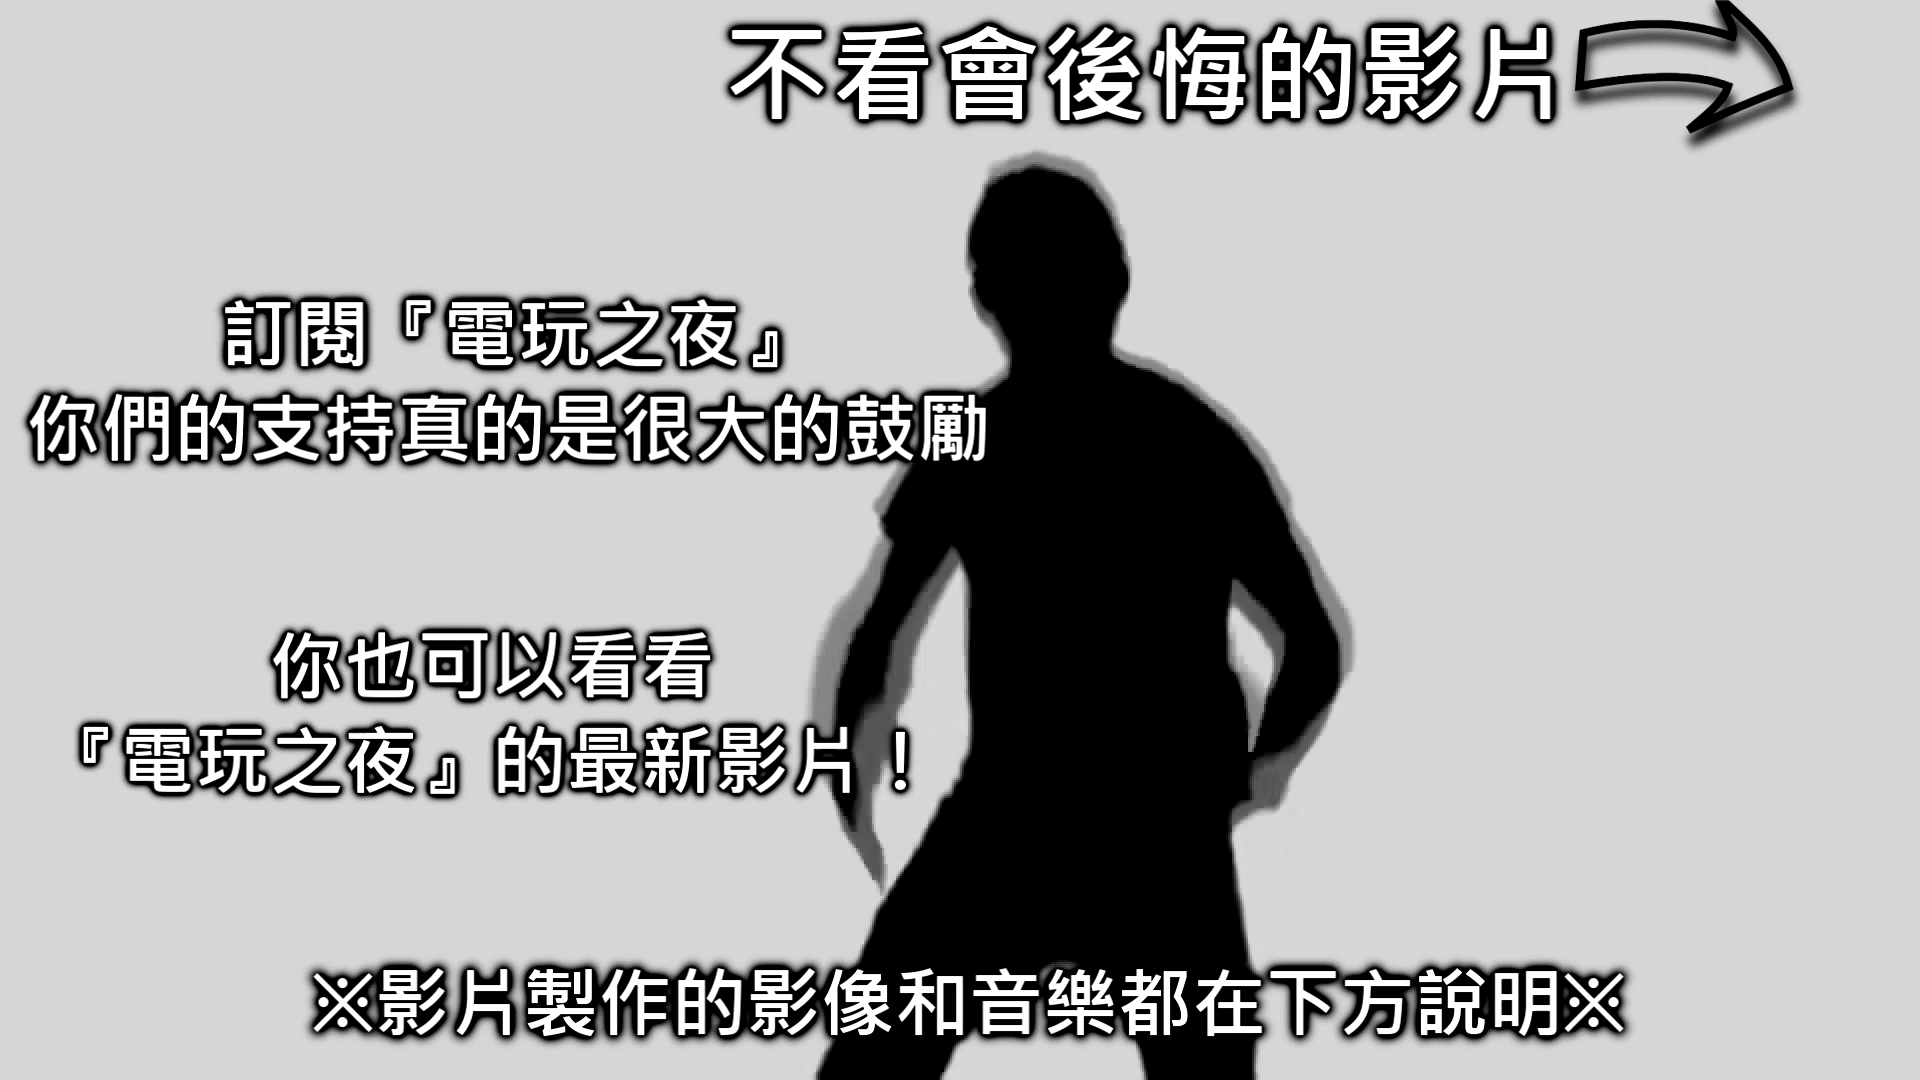 不看會後悔的影片
訂閱『電玩之夜』
你們的支持真的是很大的鼓勵
你也可以看看
『電玩之夜』的最新影片！
※影片製作的影像和音樂都在下方說明※